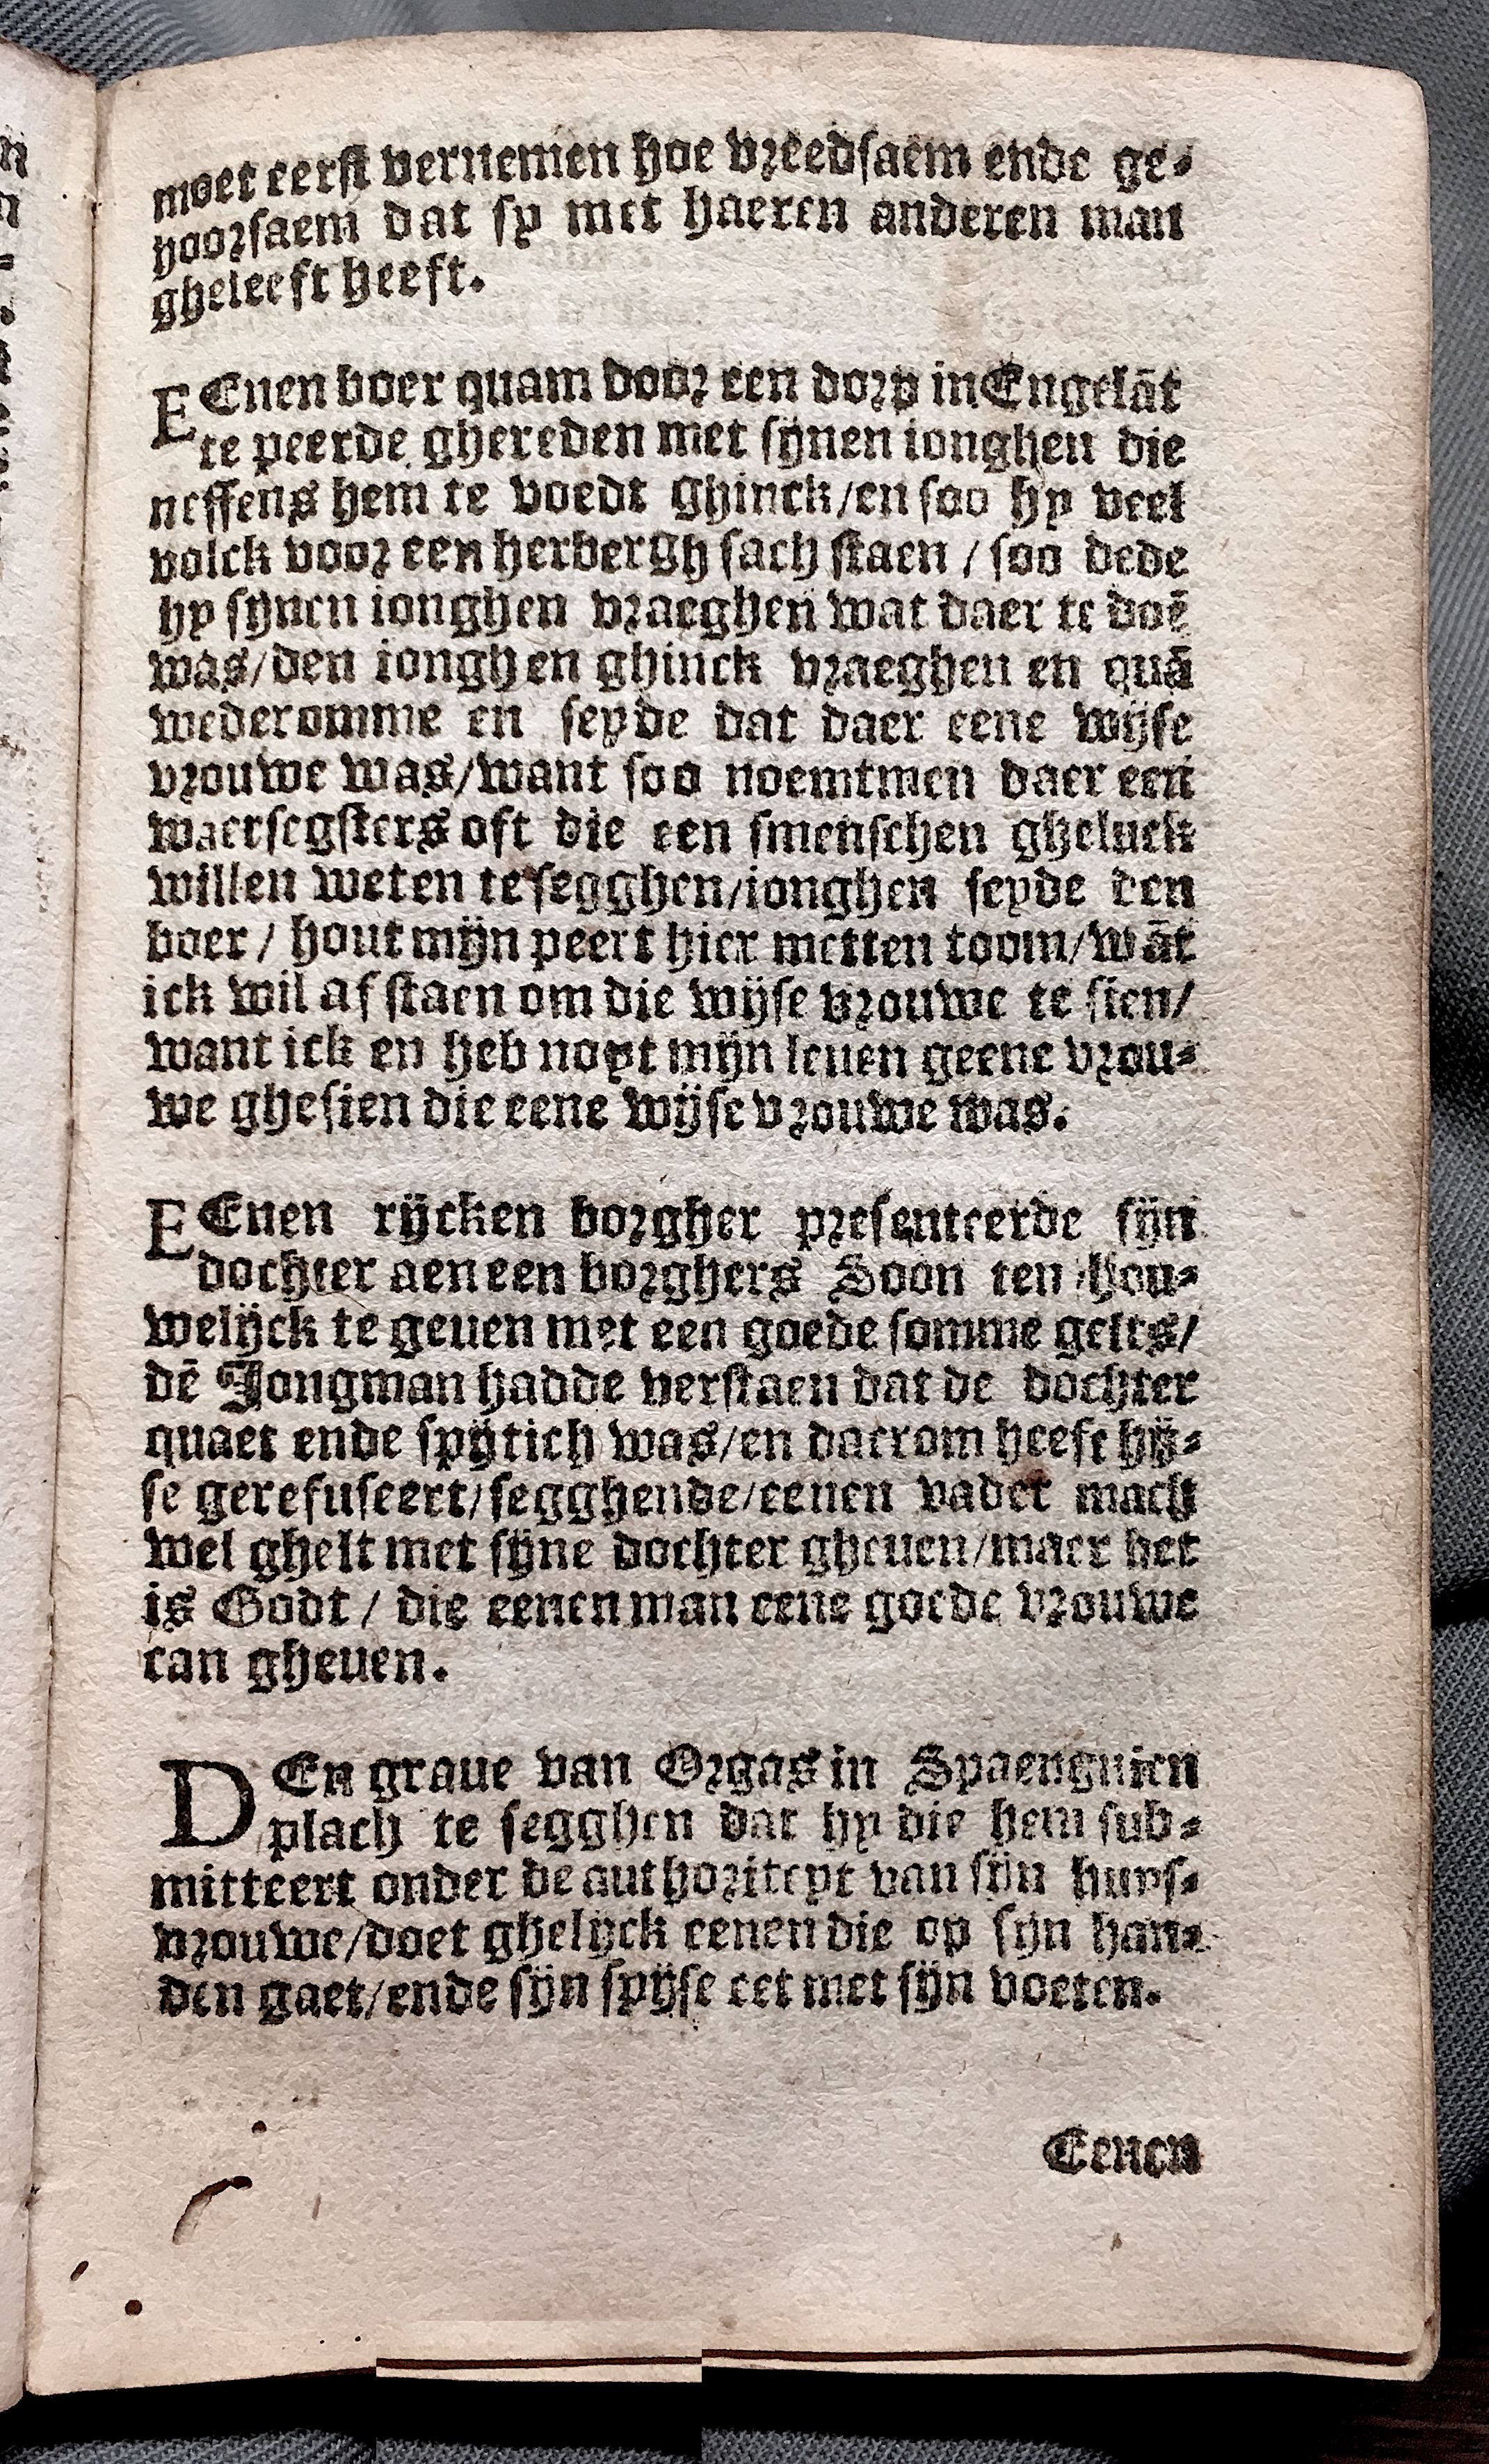 moet eerst vernemen hoe vreedsaem ende ge-
hoorsaem dat sy met haeren anderen man
gheleeft heeft.
EEnen boer quam door een dorp in Engelāt
te peerde ghereden met sijnen ionghen die
neffens hem te voedt ghinck/en soo hy veel
volck voor een herbergh sach staen / soo dede
hy sijnen ionghen vraeghen wat daer te doē
was/den ionghen ghinck vraeghen en quā
wederomme en seyde dat daer eene wijse
vrouwe was/want soo noemtmen daer een
waersegsters oft die een smenschen gheluck
willen weten te segghen/ionghen seyde den
boer / hout mijn peert hier metten toom/wāt
ick wil af staen om die wijse vrouwe te sien/
want ick en heb noyt mijn leuen geene vrou-
we ghesien die eene wijse vrouwe was.
EEnen rijcken borgher presenteerde sijn
dochter aen een borghers Soon ten hou-
welijck te geuen met een goede somme gelts/
dē Jongman hadde verstaen dat de dochter
quaet ende spijtich was/en daerom heeft hij-
se gerefuseert/segghende/eenen vader mach
wel ghelt met sijne dochter gheuen/maer het
is Godt / die eenen man eene goede vrouwe
can gheuen.
DEn graue van Orgas in Spaengnien
plach te segghen dat hy die hem sub-
mitteert onder de authoriteyt van sijn huys-
vrouwe/doet ghelijck eenen die op sijn han-
den gaet/ende sijn spijse eet met sijn voeten.
Eenen